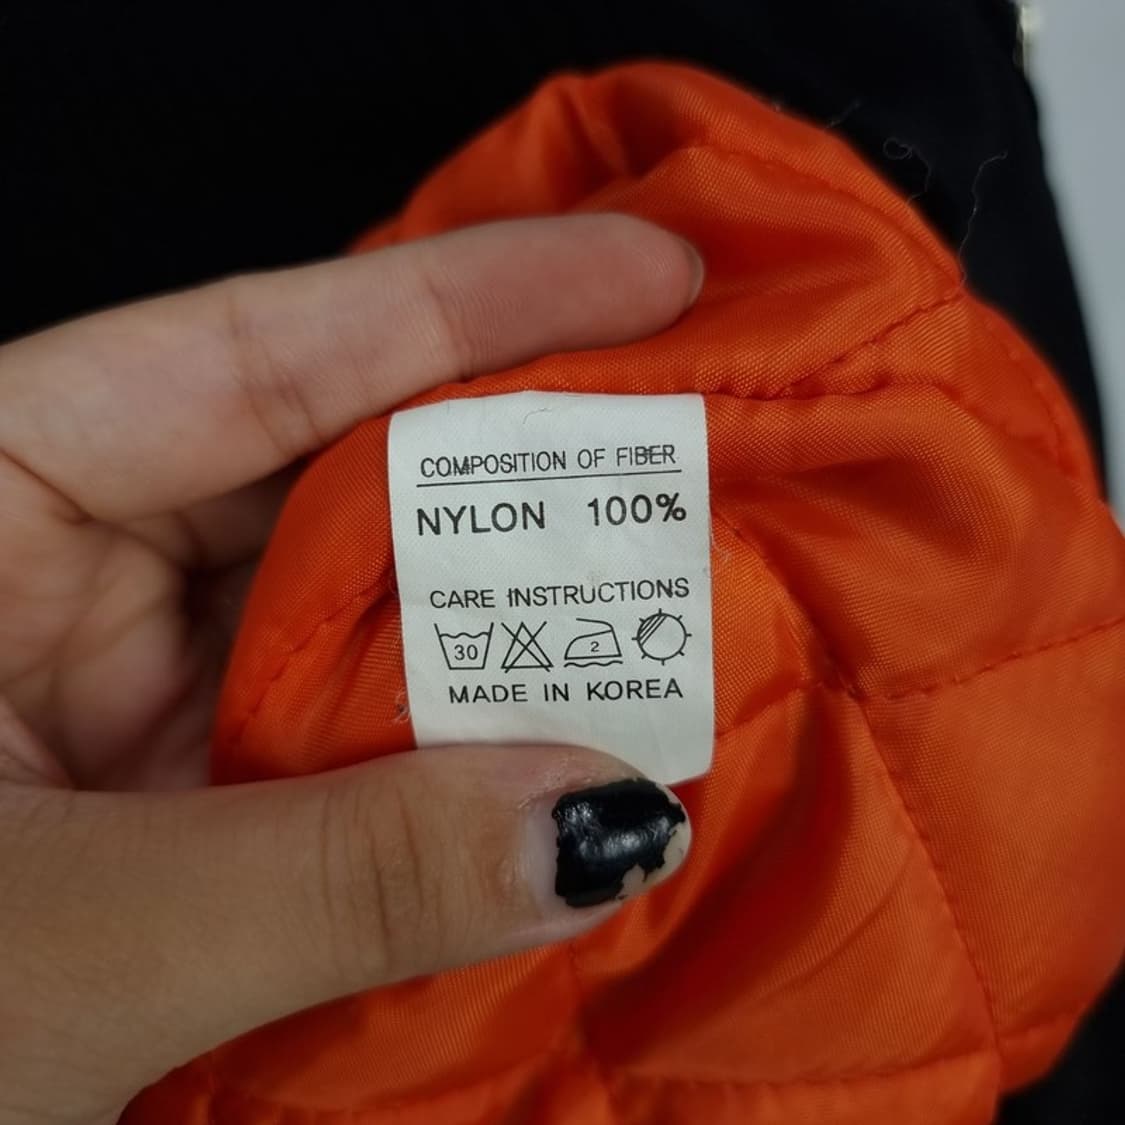 COMPOSITION OF FIBER
NYLON 100%
CARE INSTRUCTIONS
30 2
MADE IN KOREA